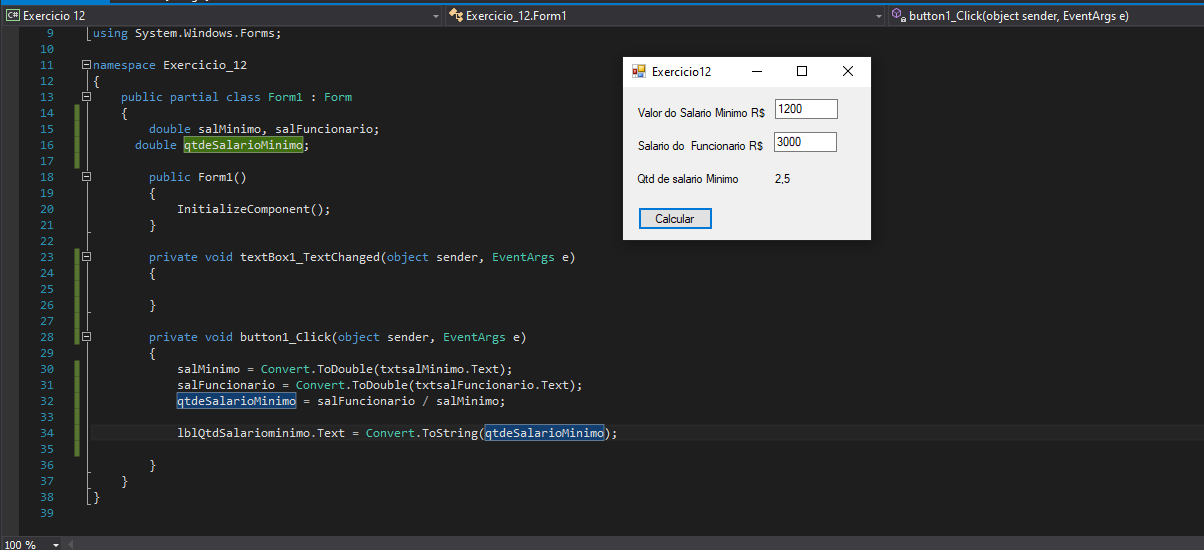 Exercicio 12 Exercicio_12.Form1 button1_Click(object sender, EventArgs e)
9 using System.Windows.Forms;
10
11 namespace Exercicio_12
12 {
13 public partial class Form1 : Form
14 {
15 double salMinimo, salFuncionario;
16 double qtdeSalarioMinimo;
17
18 public Form1()
19 {
20 InitializeComponent();
21 }
22
23 private void textBox1_TextChanged(object sender, EventArgs e)
24 {
25
26 }
27
28 private void button1_Click(object sender, EventArgs e)
29 {
30 salMinimo = Convert.ToDouble(txtsalMinimo.Text);
31 salFuncionario = Convert.ToDouble(txtsalFuncionario.Text);
32 qtdeSalarioMinimo = salFuncionario / salMinimo;
33
34 lblQtdSalariominimo.Text = Convert.ToString(qtdeSalarioMinimo);
35
36 }
37 }
38 }
39
100 %
Exercicio12
Valor do Salario Minimo R$ 1200
Salario do Funcionario R$ 3000
Qtd de salario Minimo 2,5
Calcular